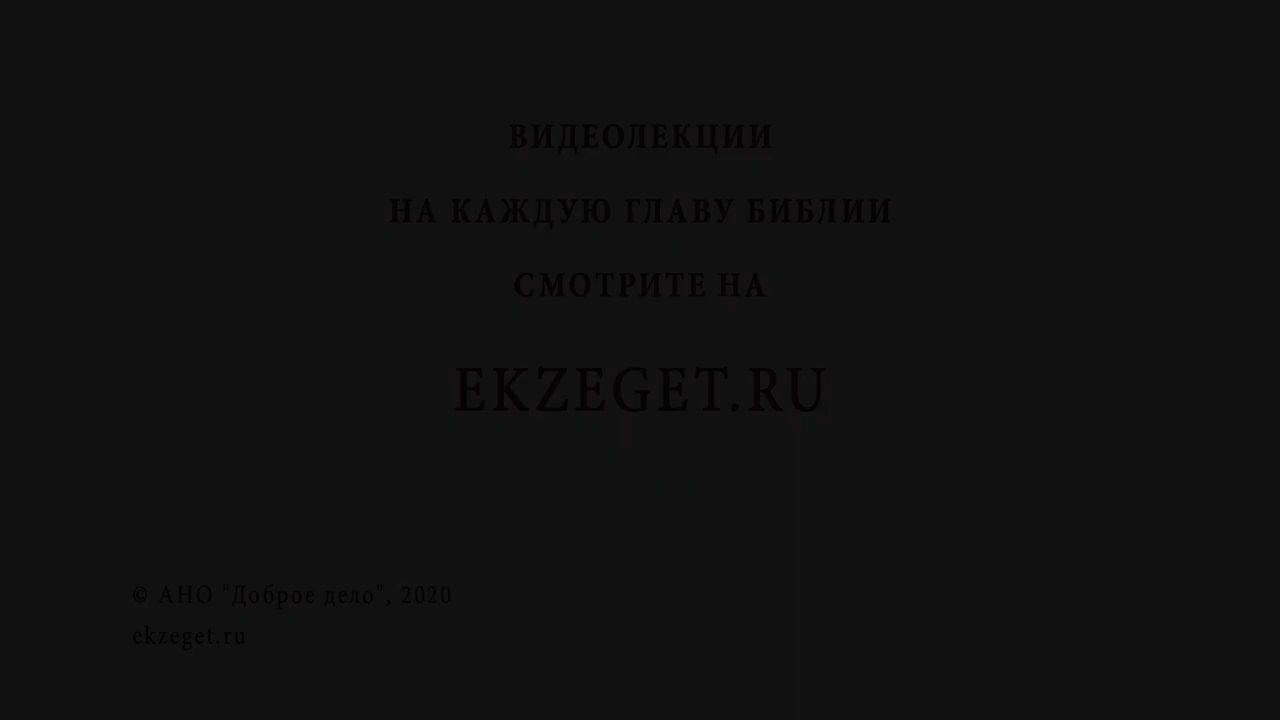 ВИДЕОЛЕКЦИИ
НА КАЖДУЮ ГЛАВУ БИБЛИИ
СМОТРИТЕ НА
EKZEGET.RU
© АНО "Доброе дело", 2020
ekzeget.ru